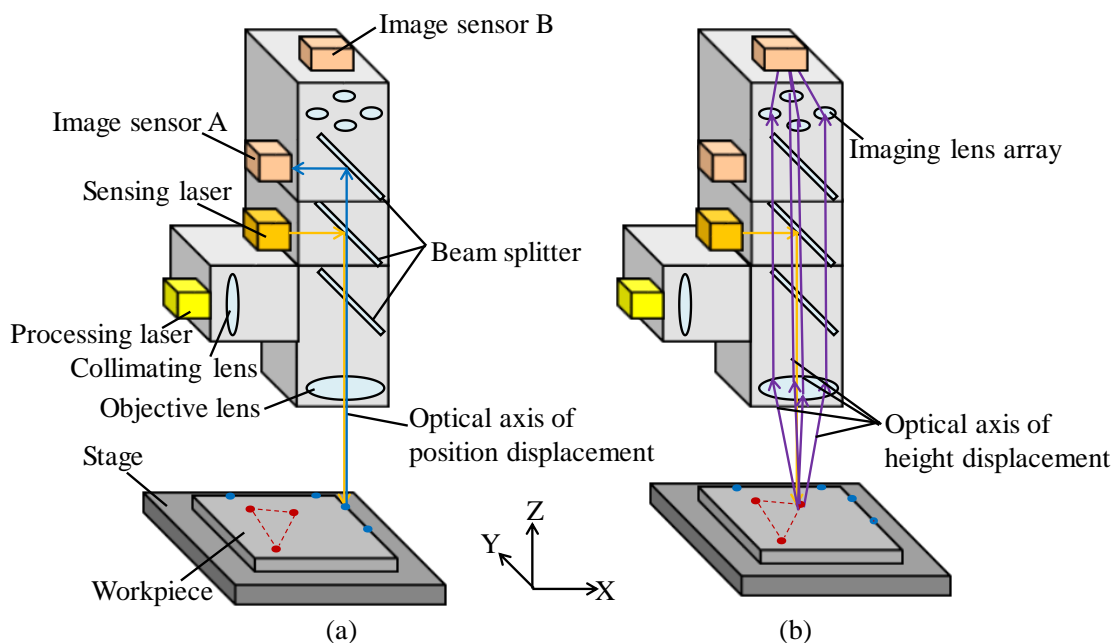 Image sensor B
Image sensor A
Sensing laser
Beam splitter
Processing laser
Collimating lens
Objective lens
Optical axis of
position displacement
Stage
Workpiece
(a)
Z
Y
X
Imaging lens array
Optical axis of
height displacement
(b)